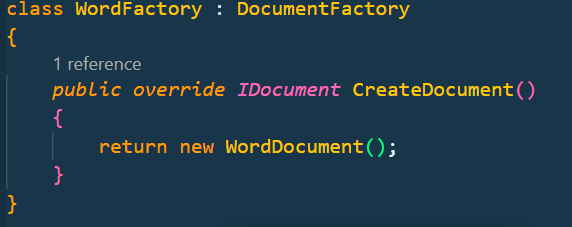 class WordFactory : DocumentFactory
{
1 reference
public override IDocument CreateDocument()
{
return new WordDocument();
}
}